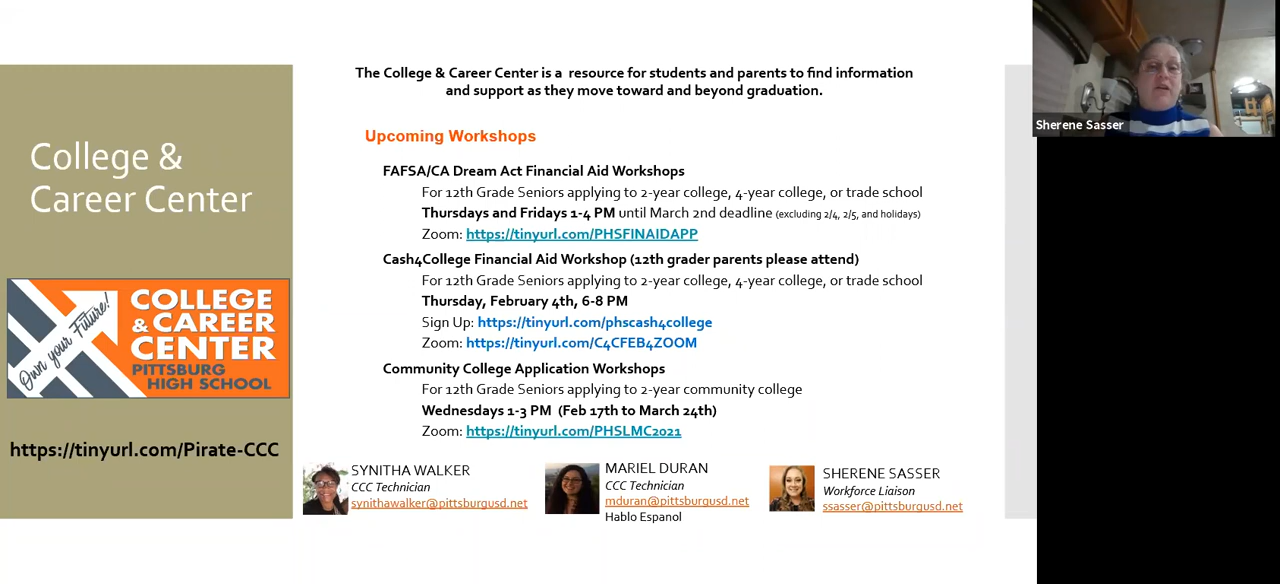 The College & Career Center is a resource for students and parents to find information
and support as they move toward and beyond graduation.
Sherene Sasser
College &
Career Center
Upcoming Workshops
FAFSA/CA Dream Act Financial Aid Workshops
For 12th Grade Seniors applying to 2-year college, 4-year college, or trade school
Thursdays and Fridays 1-4 PM until March 2nd deadline (excluding 2/4, 2/5, and holidays)
Zoom: https://tinyurl.com/PHSFINAIDAPP
Cash4College Financial Aid Workshop (12th grader parents please attend)
For 12th Grade Seniors applying to 2-year college, 4-year college, or trade school
Thursday, February 4th, 6-8 PM
Sign Up: https://tinyurl.com/phscash4college
Zoom: https://tinyurl.com/C4CFEB4ZOOM
Community College Application Workshops
For 12th Grade Seniors applying to 2-year community college
Wednesdays 1-3 PM (Feb 17th to March 24th)
Zoom: https://tinyurl.com/PHSLMC2021
Own your Future!
COLLEGE
& CAREER
CENTER
PITTSBURG
HIGH SCHOOL
https://tinyurl.com/Pirate-CCC
SYNITHA WALKER
CCC Technician
synithawalker@pittsburgusd.net
MARIEL DURAN
CCC Technician
mduran@pittsburgusd.net
Hablo Espanol
SHERENE SASSER
Workforce Liaison
ssasser@pittsburgusd.net